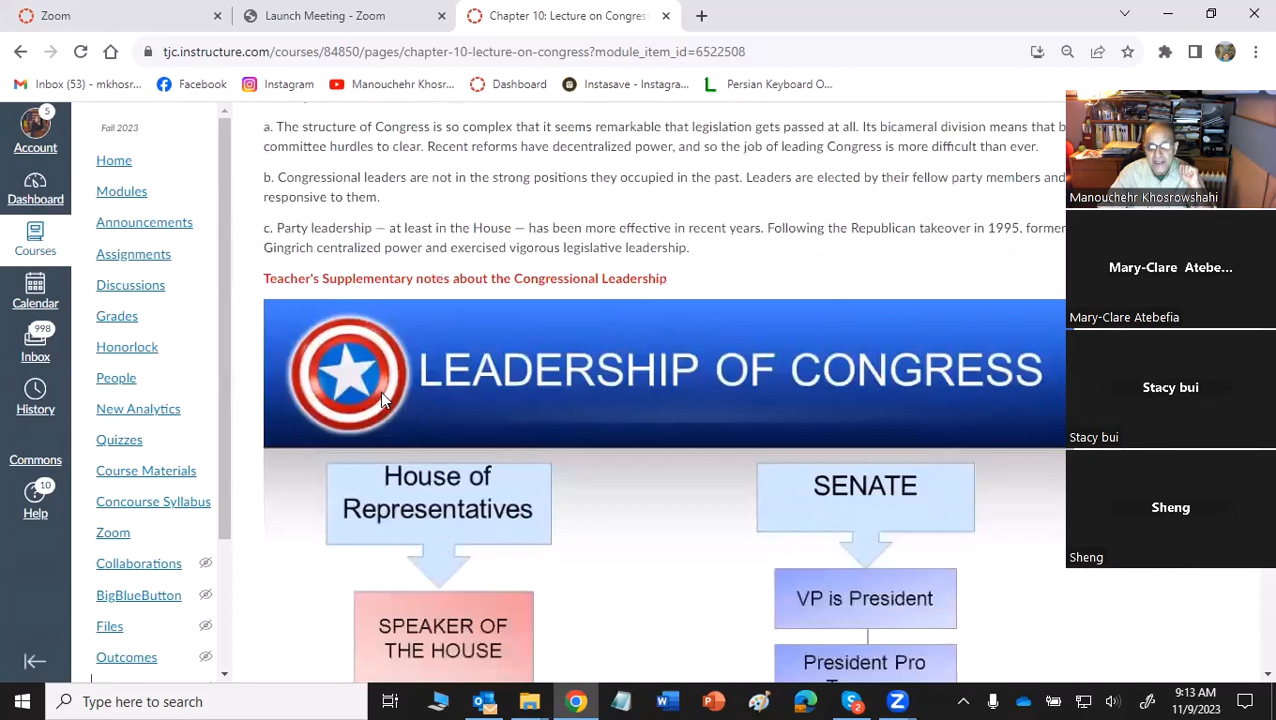 Zoom
Launch Meeting - Zoom
Chapter 10: Lecture on Congres
tjc.instructure.com/courses/84850/pages/chapter-10-lecture-on-congress?module_item_id=6522508
Inbox (53) - mkhosr...
Facebook
Instagram
Manouchehr Khosr...
Dashboard
Instasave - Instagra...
Persian Keyboard O...
5
Account
Dashboard
Courses
Calendar
998
Inbox
History
Commons
10
Help
Fall 2023
Home
Modules
Announcements
Assignments
Discussions
Grades
Honorlock
People
New Analytics
Quizzes
Course Materials
Concourse Syllabus
Zoom
Collaborations
BigBlueButton
Files
Outcomes
a. The structure of Congress is so complex that it seems remarkable that legislation gets passed at all. Its bicameral division means that b
committee hurdles to clear. Recent reforms have decentralized power, and so the job of leading Congress is more difficult than ever.
b. Congressional leaders are not in the strong positions they occupied in the past. Leaders are elected by their fellow party members and
responsive to them.
c. Party leadership — at least in the House — has been more effective in recent years. Following the Republican takeover in 1995, former
Gingrich centralized power and exercised vigorous legislative leadership.
Teacher's Supplementary notes about the Congressional Leadership
LEADERSHIP OF CONGRESS
House of
Representatives
SPEAKER OF
THE HOUSE
SENATE
VP is President
President Pro
Manouchehr Khosrowshahi
Mary-Clare Atebe...
Mary-Clare Atebefia
Stacy bui
Stacy bui
Sheng
Sheng
Type here to search
9:13 AM
11/9/2023